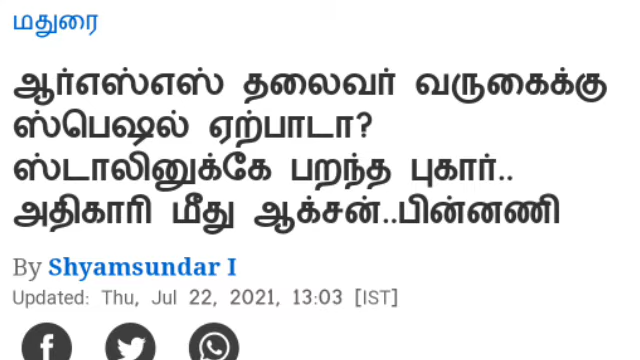 மதுரை
ஆர்எஸ்எஸ் தலைவர் வருகைக்கு
ஸ்பெஷல் ஏற்பாடா?
ஸ்டாலினுக்கே பறந்த புகார்..
அதிகாரி மீது ஆக்சன்..பின்னணி
By Shyamsundar I
Updated: Thu, Jul 22, 2021, 13:03 [IST]